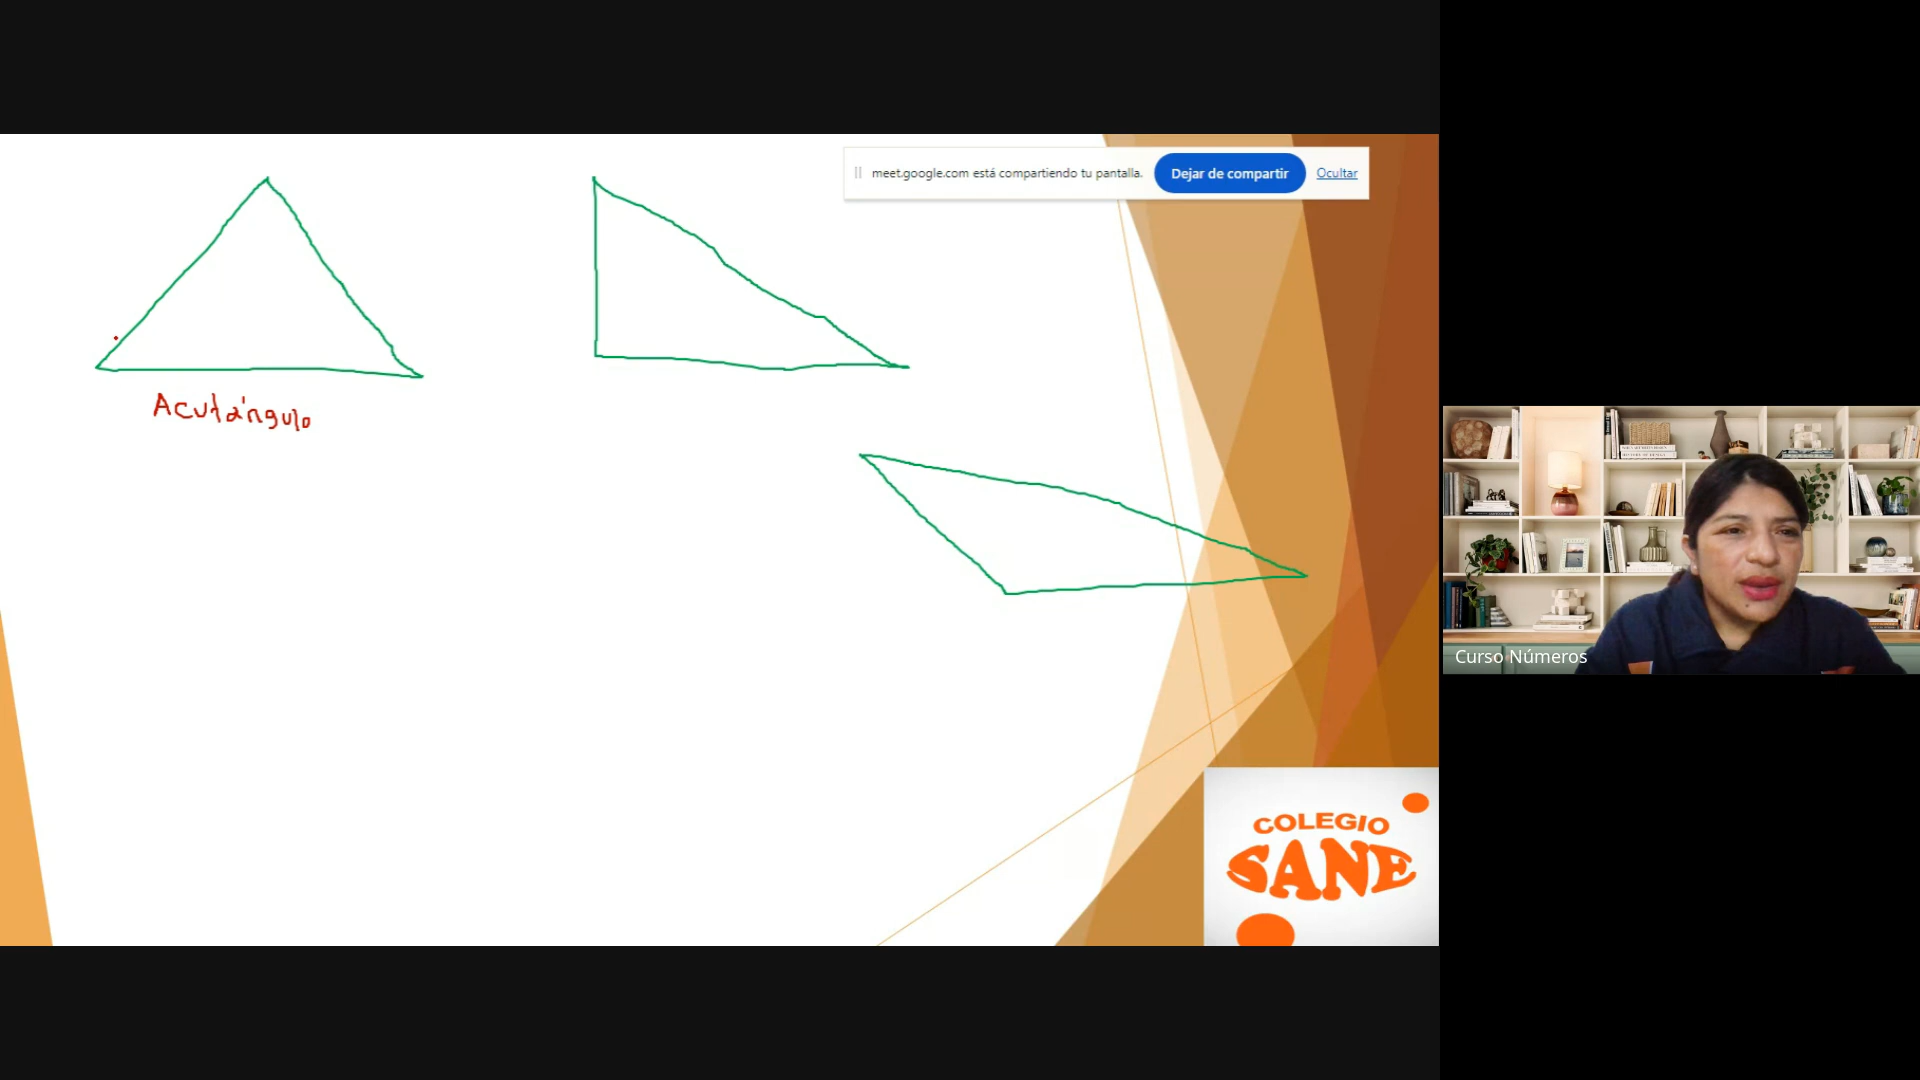 meet.google.com está compartiendo tu pantalla.
Dejar de compartir
Ocultar
Acutángulo
Curso Números
COLEGIO
SANE